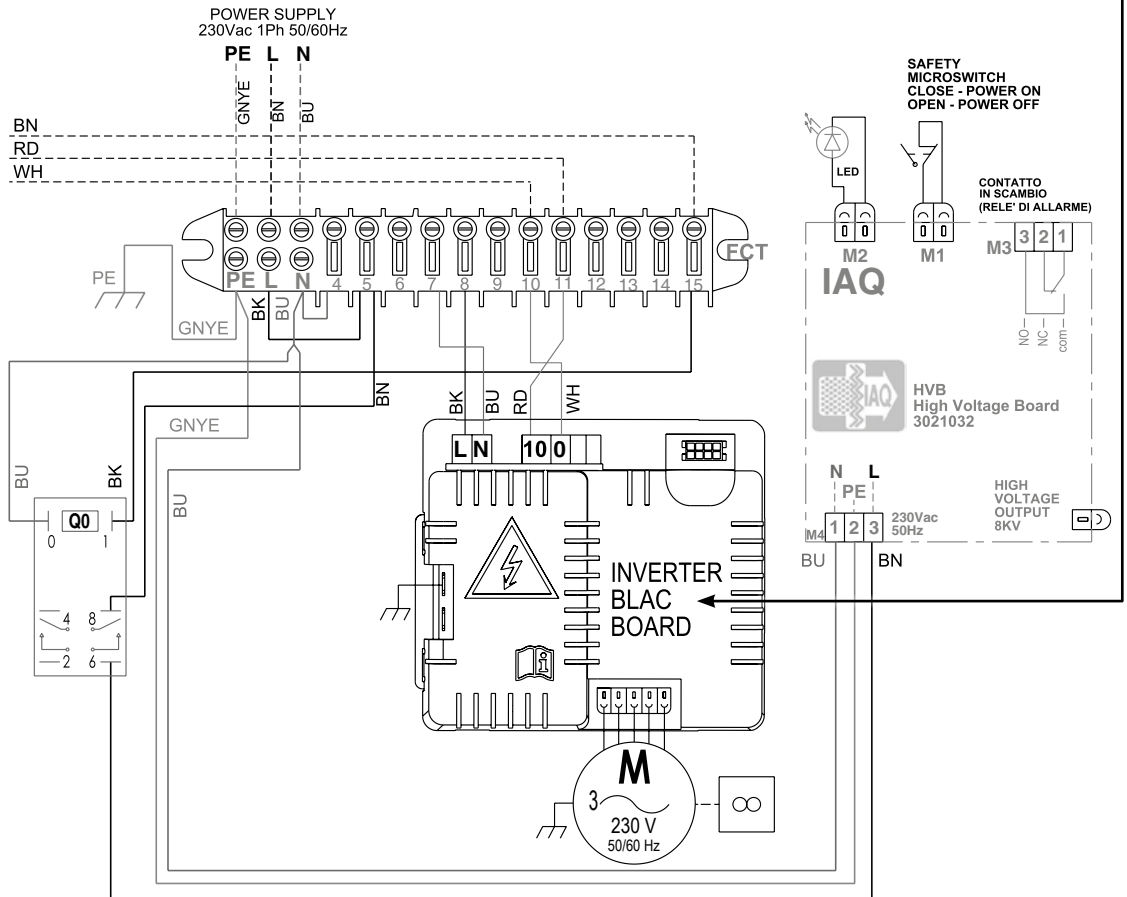 POWER SUPPLY
230Vac 1Ph 50/60Hz
PE L N
GNYE
BN
BU
BN
RD
WH
SAFETY
MICROSWITCH
CLOSE - POWER ON
OPEN - POWER OFF
LED
CONTATTO
IN SCAMBIO
(RELE' DI ALLARME)
M2
M1
M3
3 2 1
IAQ
NO
NC
com
FCT
PE L N 4 5 6 7 8 9 10 11 12 13 14 15
PE
GNYE
BK
BU
BN
GNYE
BU
BK
BU
BK
BU
RD
WH
L N
10 0
IAQ
HVB
High Voltage Board
3021032
Q0
0 1
4 8
2 6
INVERTER
BLAC
BOARD
i
N L
PE
M4
1 2 3
230Vac
50Hz
HIGH
VOLTAGE
OUTPUT
8KV
BU
BN
M
3
230 V
50/60 Hz